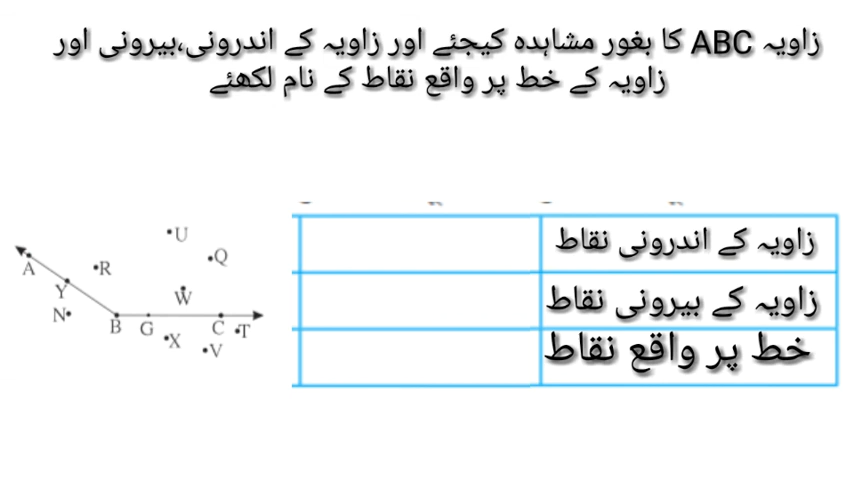 زاویہ ABC کا بغور مشاہدہ کیجئے اور زاویہ کے اندرونی،بیرونی اور
زاویہ کے خط پر واقع نقاط کے نام لکھئے
زاویہ کے اندرونی نقاط
زاویہ کے بیرونی نقاط
خط پر واقع نقاط
U
Q
A
R
Y
W
N
B
G
C
T
X
V